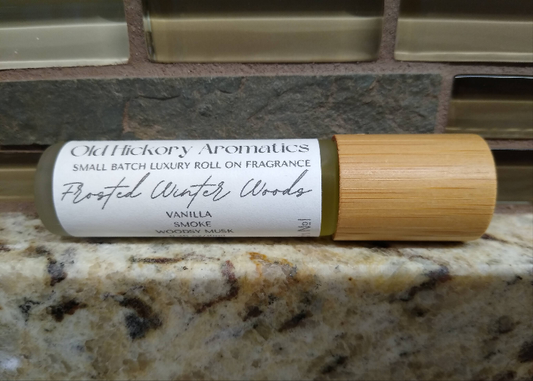 Old Hickory Aromatics
SMALL BATCH LUXURY ROLL ON FRAGRANCE
Frosted Winter Woods
VANILLA
SMOKE
WOODSY MUSK